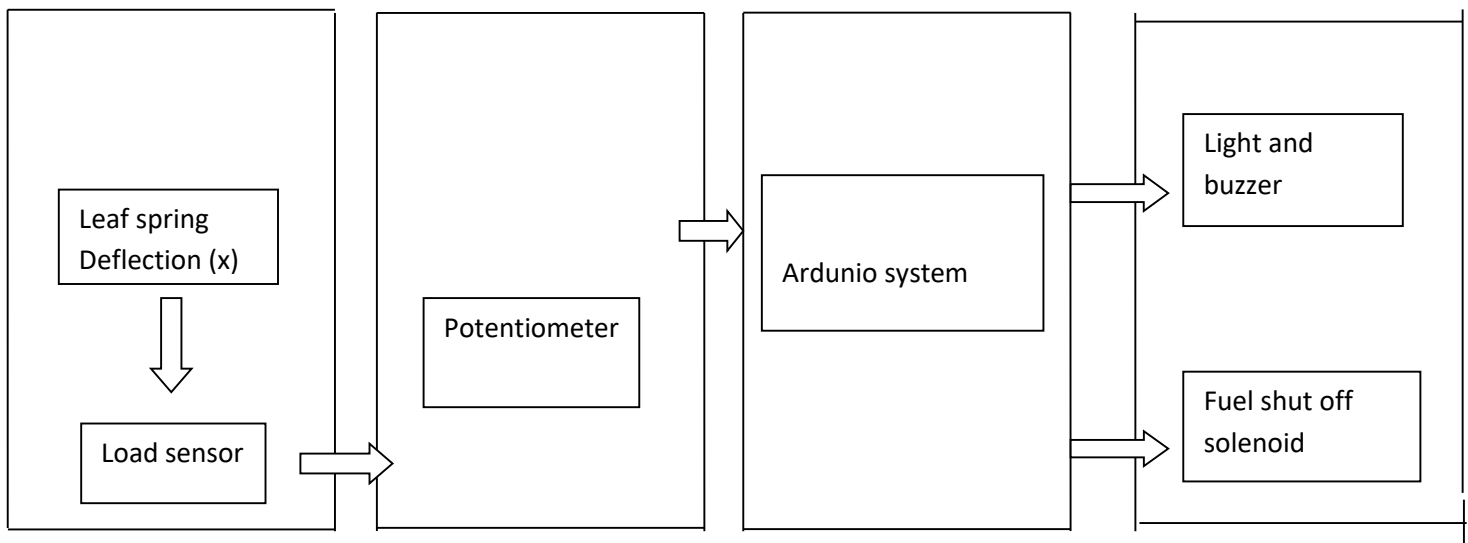 Leaf spring
Deflection (x)
Load sensor
Potentiometer
Ardunio system
Light and
buzzer
Fuel shut off
solenoid